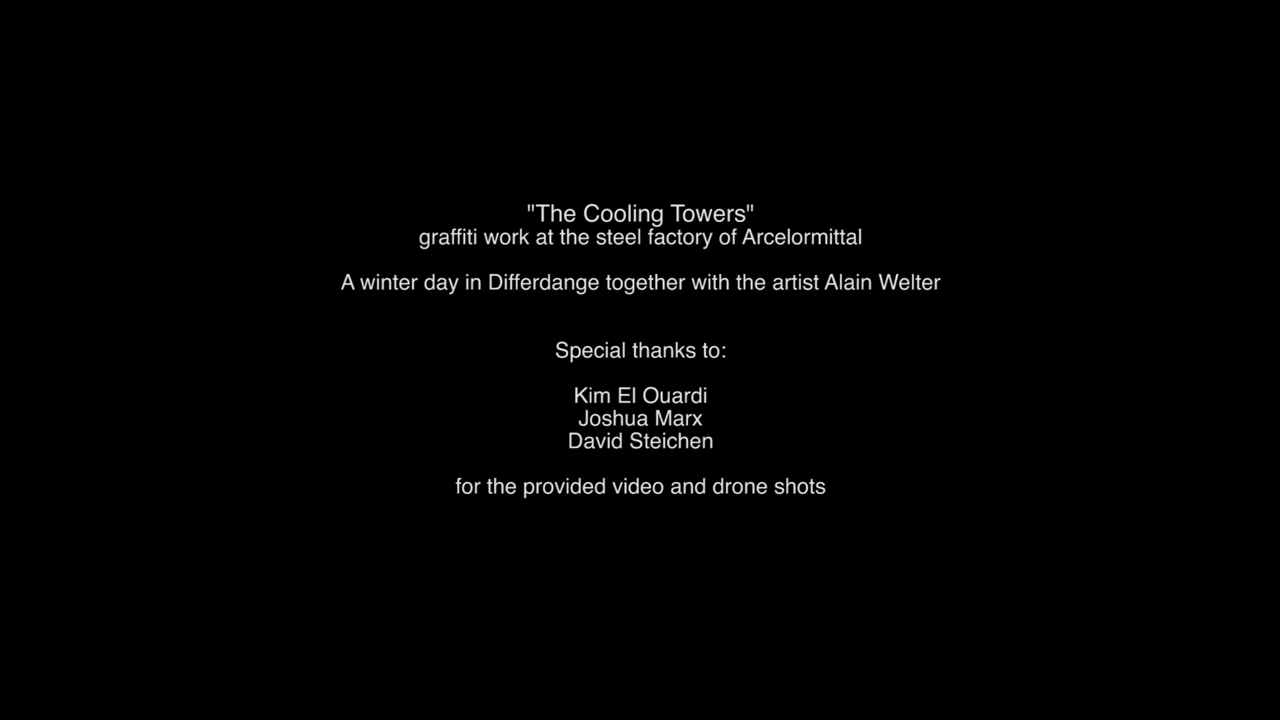 "The Cooling Towers"
graffiti work at the steel factory of Arcelormittal
A winter day in Differdange together with the artist Alain Welter
Special thanks to:
Kim El Ouardi
Joshua Marx
David Steichen
for the provided video and drone shots